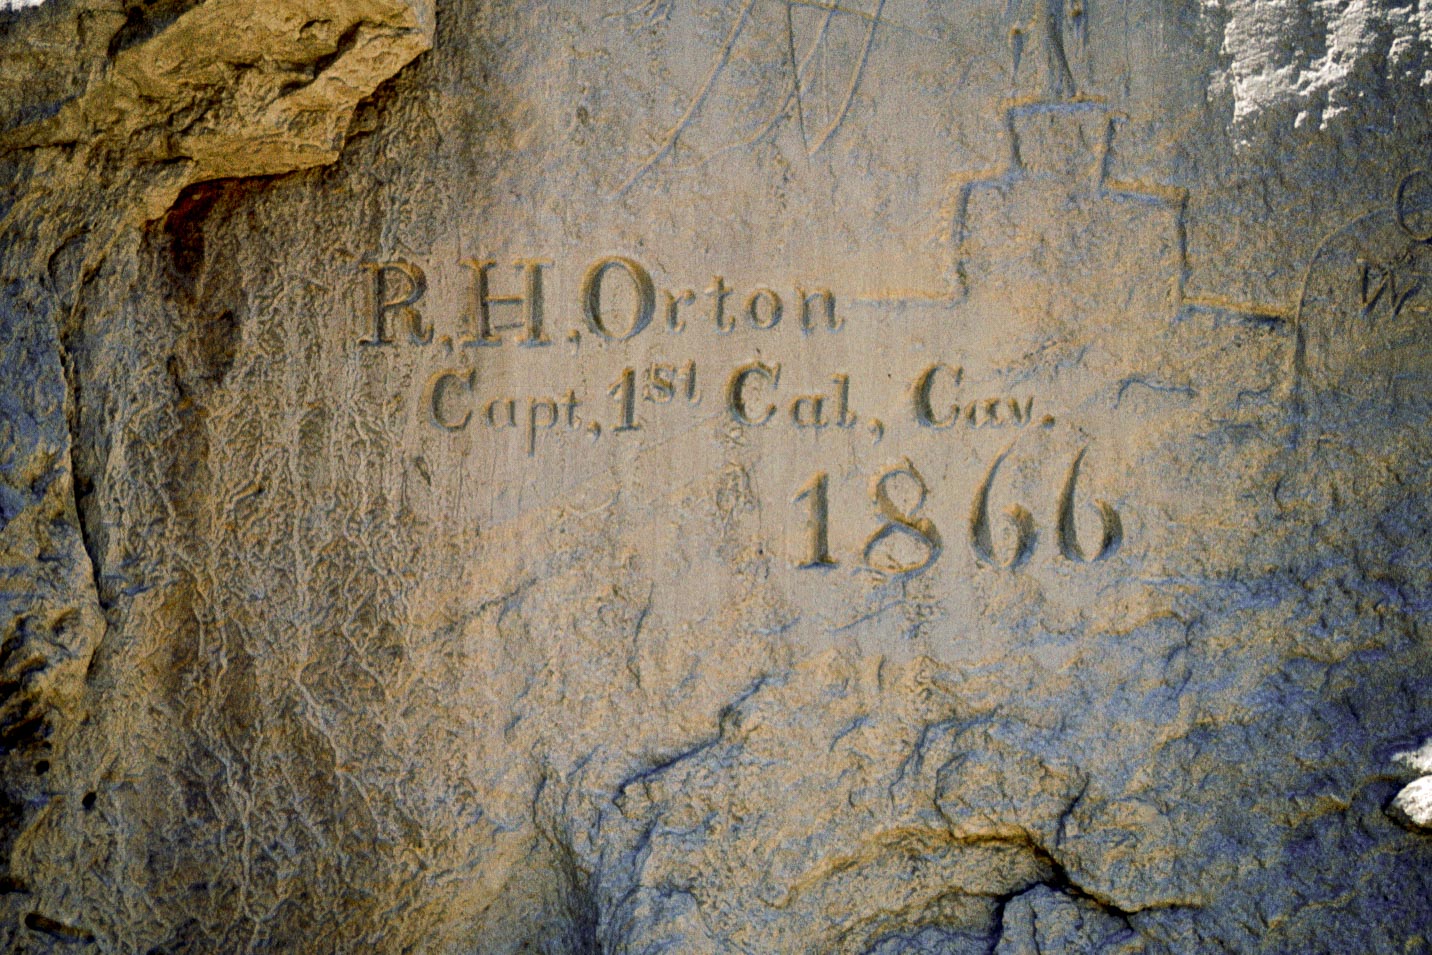 R. H. Orton
Capt, 1st Cal, Cav.
1866
W